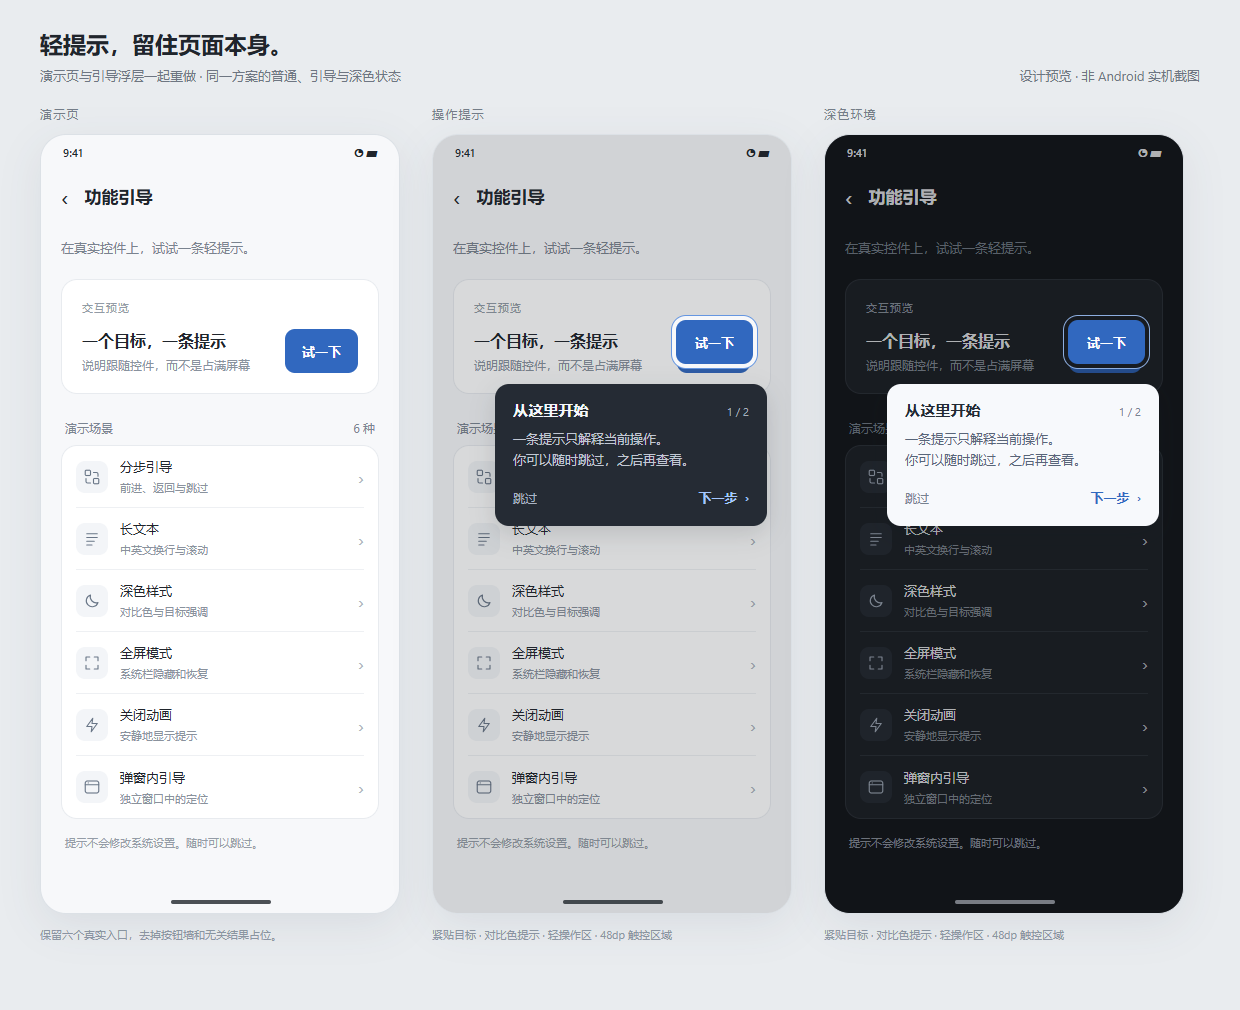 轻提示，留住页面本身。
演示页与引导浮层一起重做 · 同一方案的普通、引导与深色状态
设计预览 · 非 Android 实机截图
演示页
9:41
功能引导
在真实控件上，试试一条轻提示。
交互预览
一个目标，一条提示
说明跟随控件，而不是占满屏幕
试一下
演示场景
6 种
分步引导
前进、返回与跳过
长文本
中英文换行与滚动
深色样式
对比色与目标强调
全屏模式
系统栏隐藏和恢复
关闭动画
安静地显示提示
弹窗内引导
独立窗口中的定位
提示不会修改系统设置。随时可以跳过。
保留六个真实入口，去掉按钮墙和无关结果占位。
操作提示
9:41
功能引导
在真实控件上，试试一条轻提示。
交互预览
一个目标，一条提示
说明跟随控件，而不是占满屏幕
试一下
从这里开始
1 / 2
一条提示只解释当前操作。
你可以随时跳过，之后再查看。
跳过
下一步 ›
演示场
长文本
中英文换行与滚动
深色样式
对比色与目标强调
全屏模式
系统栏隐藏和恢复
关闭动画
安静地显示提示
弹窗内引导
独立窗口中的定位
提示不会修改系统设置。随时可以跳过。
紧贴目标 · 对比色提示 · 轻操作区 · 48dp 触控区域
深色环境
9:41
功能引导
在真实控件上，试试一条轻提示。
交互预览
一个目标，一条提示
说明跟随控件，而不是占满屏幕
试一下
从这里开始
1 / 2
一条提示只解释当前操作。
你可以随时跳过，之后再查看。
跳过
下一步 ›
演示场
长文本
中英文换行与滚动
深色样式
对比色与目标强调
全屏模式
系统栏隐藏和恢复
关闭动画
安静地显示提示
弹窗内引导
独立窗口中的定位
提示不会修改系统设置。随时可以跳过。
紧贴目标 · 对比色提示 · 轻操作区 · 48dp 触控区域